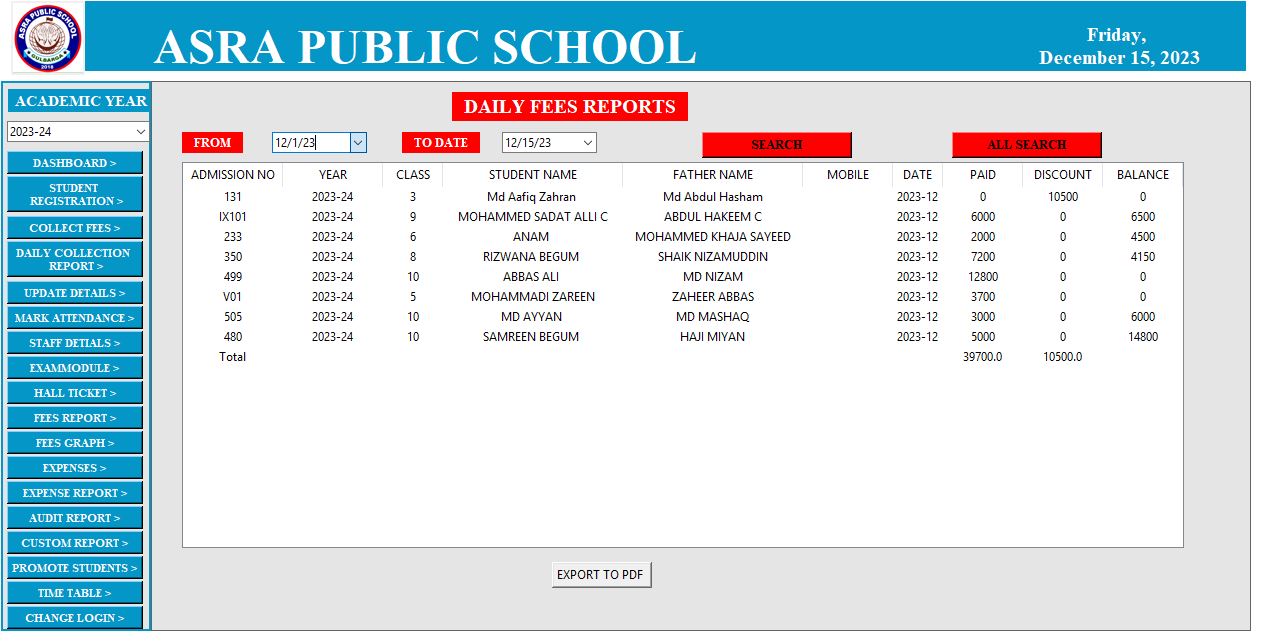 ASRA PUBLIC SCHOOL
GULBARGA
2018
ASRA PUBLIC SCHOOL
Friday,
December 15, 2023
ACADEMIC YEAR
2023-24
DASHBOARD >
STUDENT
REGISTRATION >
COLLECT FEES >
DAILY COLLECTION
REPORT >
UPDATE DETAILS >
MARK ATTENDANCE >
STAFF DETIALS >
EXAMMODULE >
HALL TICKET >
FEES REPORT >
FEES GRAPH >
EXPENSES >
EXPENSE REPORT >
AUDIT REPORT >
CUSTOM REPORT >
PROMOTE STUDENTS >
TIME TABLE >
CHANGE LOGIN >
DAILY FEES REPORTS
FROM 12/1/23 TO DATE 12/15/23 SEARCH ALL SEARCH
ADMISSION NO YEAR CLASS STUDENT NAME FATHER NAME MOBILE DATE PAID DISCOUNT BALANCE
131 2023-24 3 Md Aafiq Zahran Md Abdul Hasham 2023-12 0 10500 0
IX101 2023-24 9 MOHAMMED SADAT ALLI C ABDUL HAKEEM C 2023-12 6000 0 6500
233 2023-24 6 ANAM MOHAMMED KHAJA SAYEED 2023-12 2000 0 4500
350 2023-24 8 RIZWANA BEGUM SHAIK NIZAMUDDIN 2023-12 7200 0 4150
499 2023-24 10 ABBAS ALI MD NIZAM 2023-12 12800 0 0
V01 2023-24 5 MOHAMMADI ZAREEN ZAHEER ABBAS 2023-12 3700 0 0
505 2023-24 10 MD AYYAN MD MASHAQ 2023-12 3000 0 6000
480 2023-24 10 SAMREEN BEGUM HAJI MIYAN 2023-12 5000 0 14800
Total 39700.0 10500.0
EXPORT TO PDF